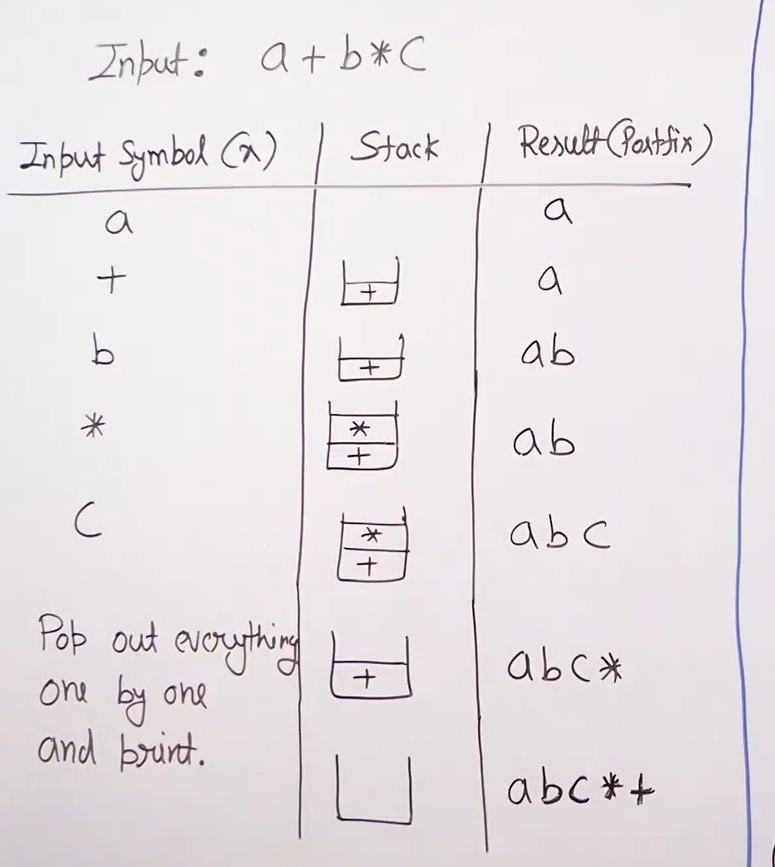 Input: a + b * C
Input Symbol (x) Stack Result (Postfix)
a a
+ + a
b + ab
* * ab
+
C * abc
+
Pop out everything
one by one + abc*
and print.
abc*+